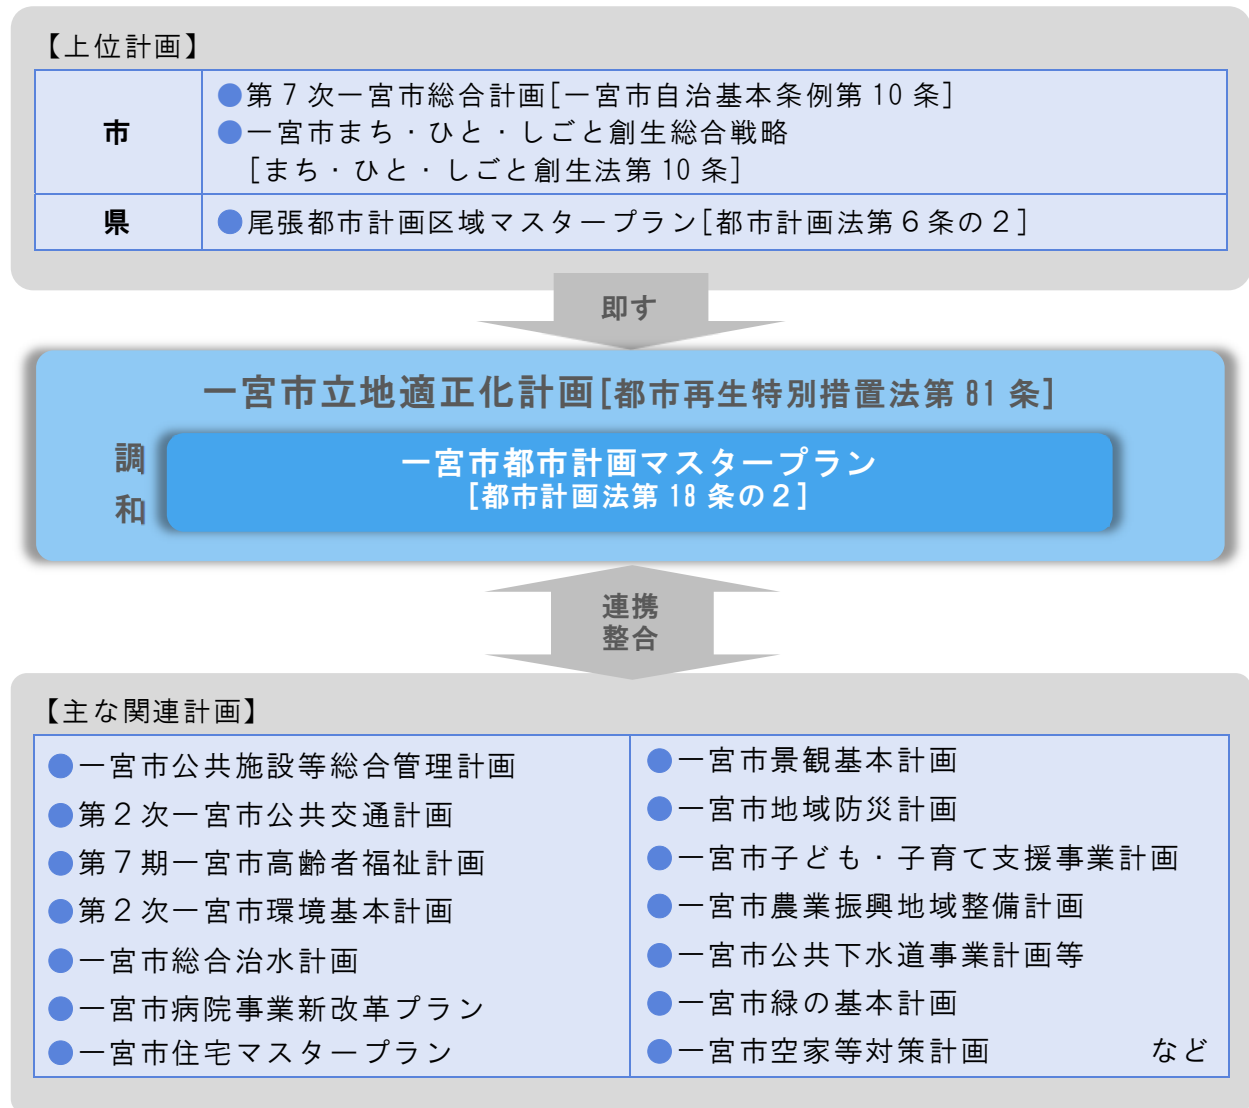 【上位計画】
市
●第7次一宮市総合計画[一宮市自治基本条例第10条]
●一宮市まち・ひと・しごと創生総合戦略
[まち・ひと・しごと創生法第10条]
県
●尾張都市計画区域マスタープラン[都市計画法第６条の２]
即す
一宮市立地適正化計画[都市再生特別措置法第81条]
調和
一宮市都市計画マスタープラン
[都市計画法第18条の２]
連携
整合
【主な関連計画】
●一宮市公共施設等総合管理計画
●第２次一宮市公共交通計画
●第７期一宮市高齢者福祉計画
●第２次一宮市環境基本計画
●一宮市総合治水計画
●一宮市病院事業新改革プラン
●一宮市住宅マスタープラン
●一宮市景観基本計画
●一宮市地域防災計画
●一宮市子ども・子育て支援事業計画
●一宮市農業振興地域整備計画
●一宮市公共下水道事業計画等
●一宮市緑の基本計画
●一宮市空家等対策計画　など